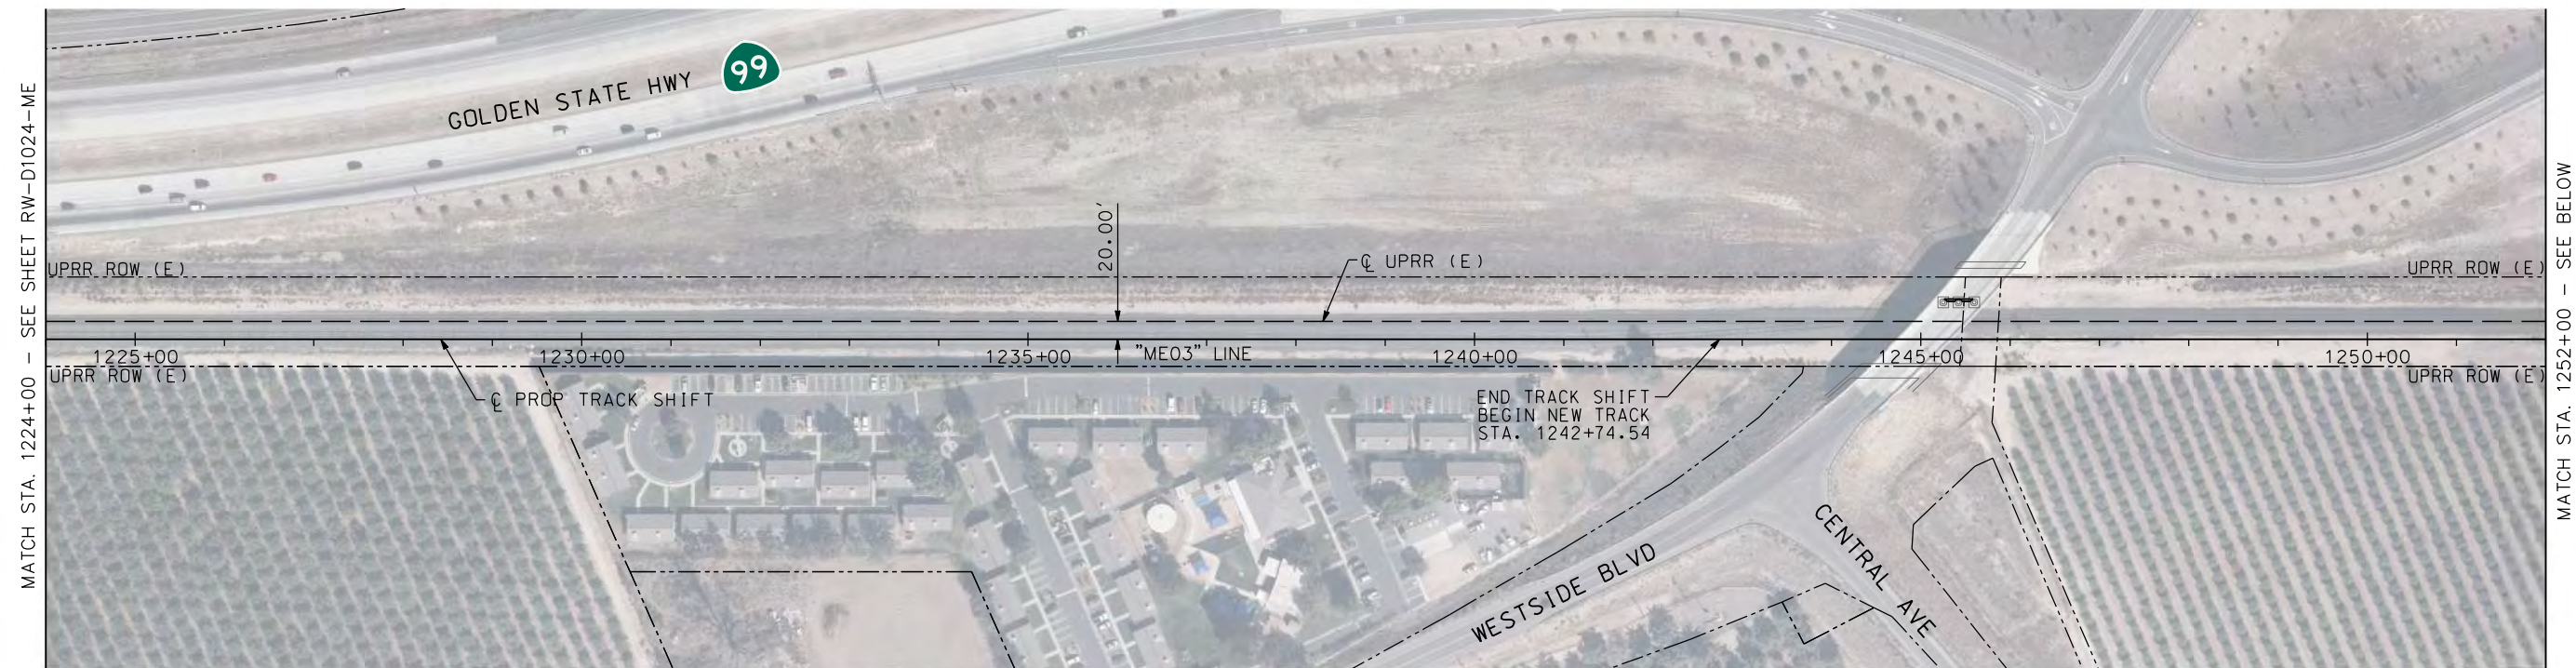 MATCH STA. 1224+00 - SEE SHEET RW-D1024-ME
GOLDEN STATE HWY
99
UPRR ROW (E)
20.00'
℄ UPRR (E)
UPRR ROW (E)
1225+00
1230+00
1235+00
"ME03" LINE
1240+00
1245+00
1250+00
UPRR ROW (E)
℄ PROP TRACK SHIFT
END TRACK SHIFT
BEGIN NEW TRACK
STA. 1242+74.54
UPRR ROW (E)
WESTSIDE BLVD
CENTRAL AVE
MATCH STA. 1252+00 - SEE BELOW